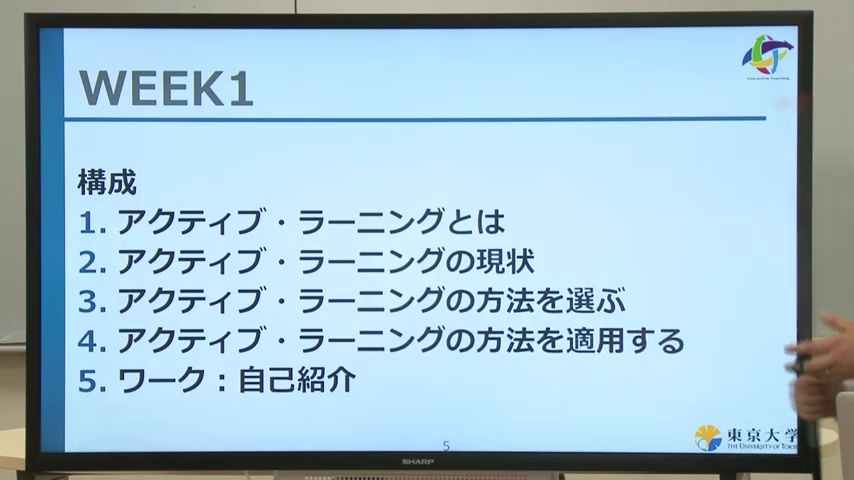 WEEK1
Interactive Teaching
構成
1. アクティブ・ラーニングとは
2. アクティブ・ラーニングの現状
3. アクティブ・ラーニングの方法を選ぶ
4. アクティブ・ラーニングの方法を適用する
5. ワーク：自己紹介
5
東京大学
THE UNIVERSITY OF TOKYO
SHARP